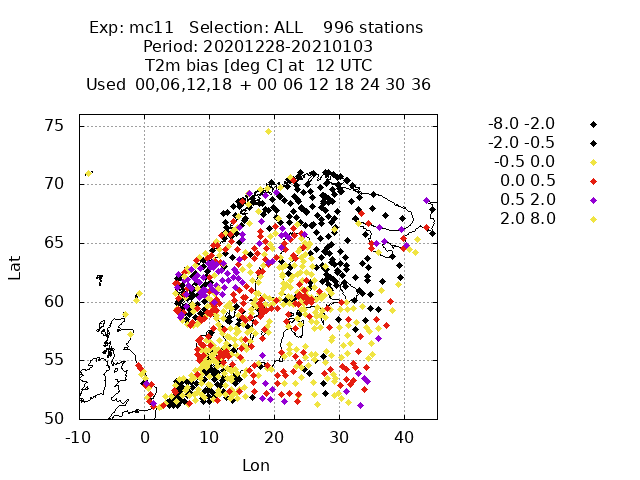 Exp: mc11   Selection: ALL    996 stations
Period: 20201228-20210103
T2m bias [deg C] at  12 UTC
Used  00,06,12,18 + 00 06 12 18 24 30 36
-8.0 -2.0
-2.0 -0.5
-0.5 0.0
0.0 0.5
0.5 2.0
2.0 8.0
75
70
65
60
55
50
Lat
-10 0 10 20 30 40
Lon